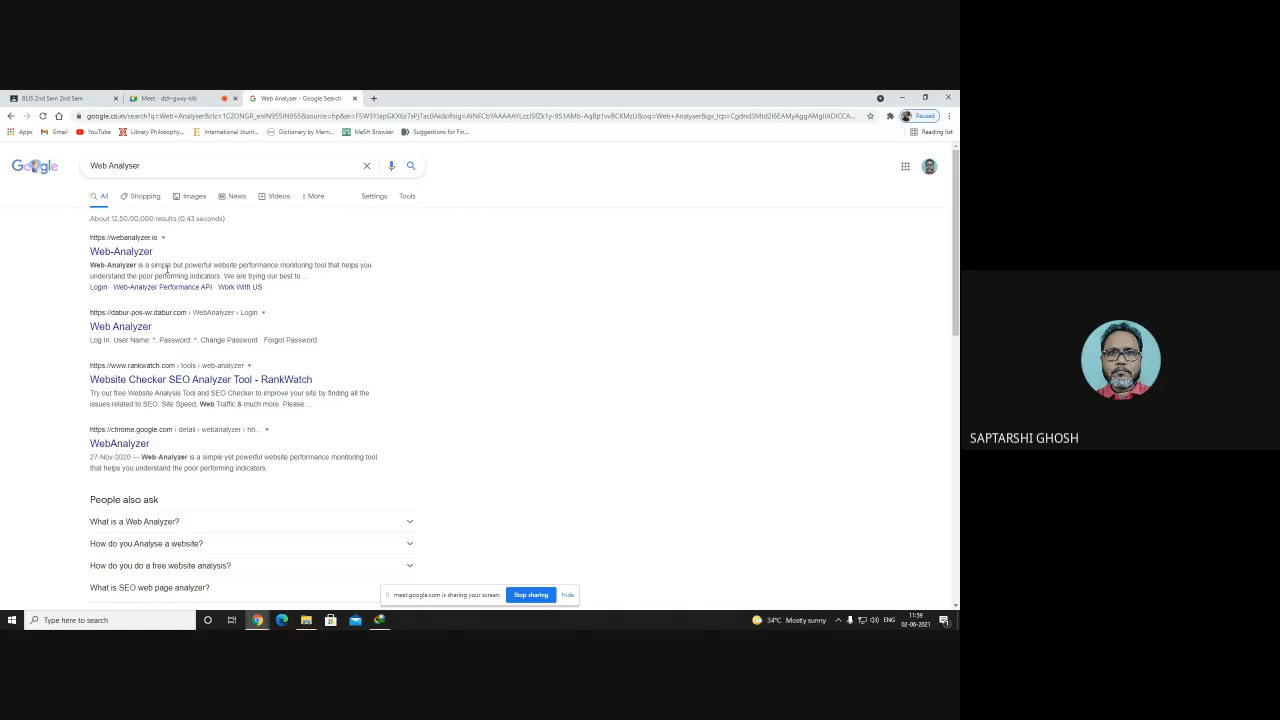 BLIS 2nd Sem 2nd Sem
Meet - dzh-gxwy-kib
Web Analyser - Google Search
Paused
Apps
Gmail
YouTube
Library Philosophy...
International Journ...
Dictionary by Merri...
MeSH Browser
Suggestions for Fin...
Reading list
Google
Web Analyser
All
Shopping
Images
News
Videos
More
Settings
Tools
About 12,50,00,000 results (0.43 seconds)
https://webanalyzer.io
Web-Analyzer
Web-Analyzer is a simple but powerful website performance monitoring tool that helps you
understand the poor performing indicators. We are trying our best to ...
Login · Web-Analyzer Performance API · Work With US
https://dabur-pos-wr.dabur.com › WebAnalyzer › Login
Web Analyzer
Log In. User Name: *. Password: *. Change Password · Forgot Password.
https://www.rankwatch.com › tools › web-analyzer
Website Checker SEO Analyzer Tool - RankWatch
Try our free Website Analysis Tool and SEO Checker to improve your site by finding all the
issues related to SEO, Site Speed, Web Traffic & much more. Please ...
https://chrome.google.com › detail › webanalyzer › hh...
WebAnalyzer
27-Nov-2020 — Web-Analyzer is a simple yet powerful website performance monitoring tool
that helps you understand the poor performing indicators.
People also ask
What is a Web Analyzer?
How do you Analyse a website?
How do you do a free website analysis?
What is SEO web page analyzer?
meet.google.com is sharing your screen.
Stop sharing
Hide
Type here to search
34°C Mostly sunny
ENG
11:59
02-06-2021
SAPTARSHI GHOSH